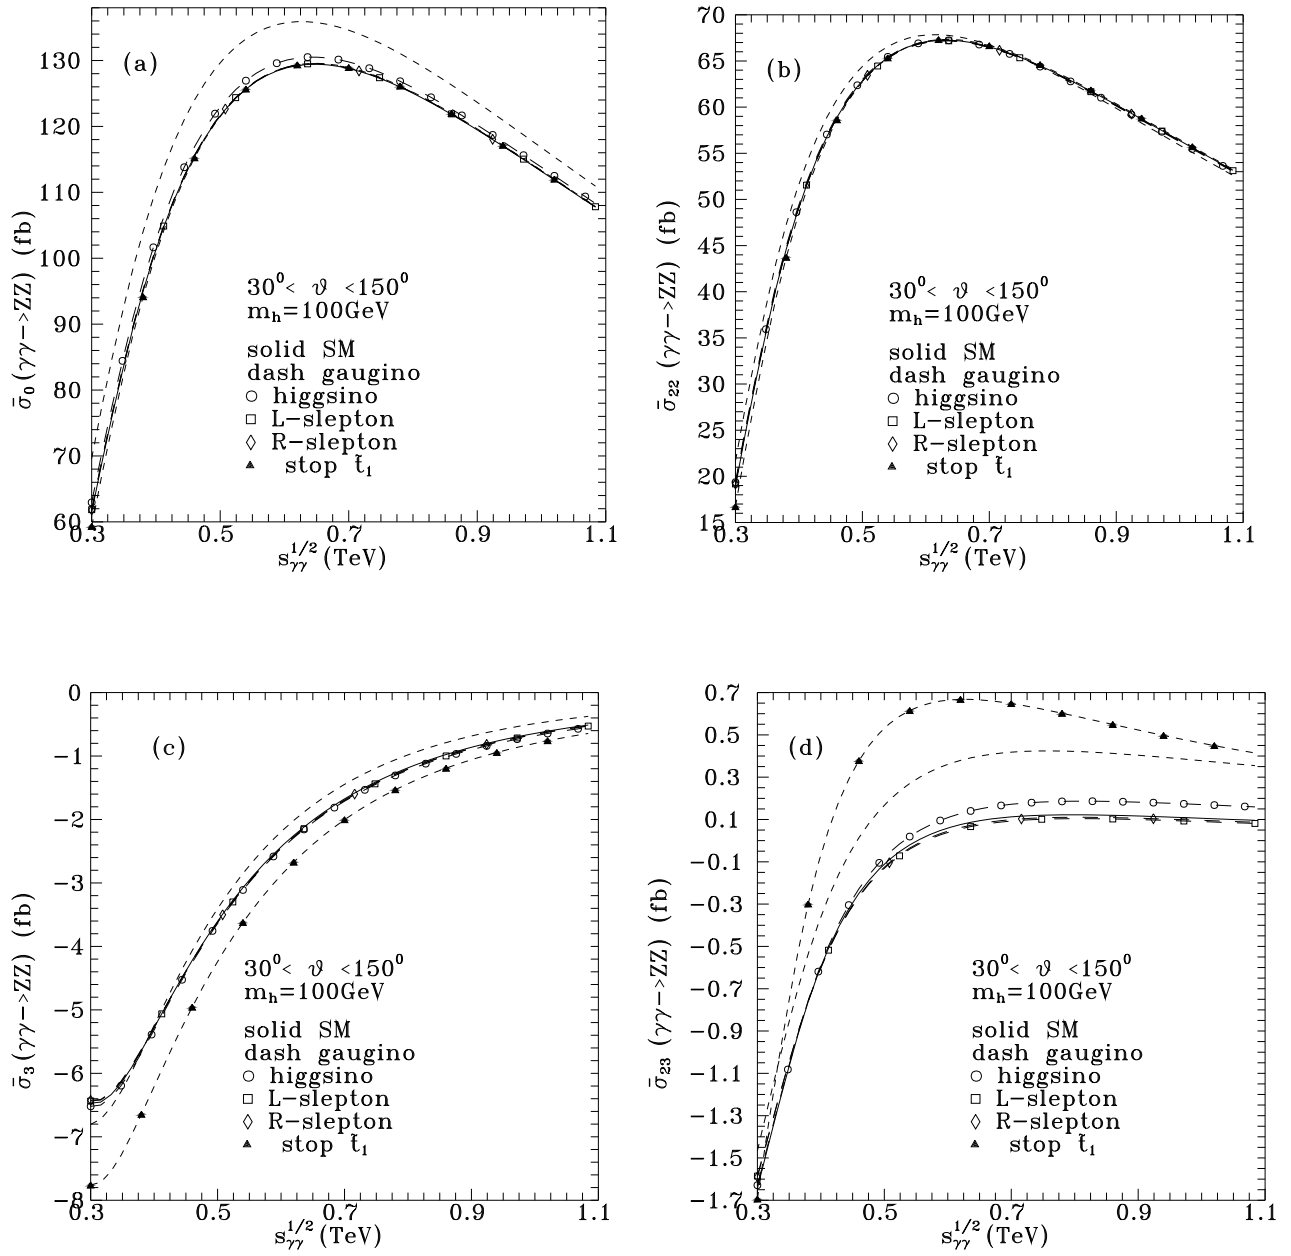 (a)
130
120
110
100
90
80
70
60
σ̄₀(γγ−>ZZ) (fb)
30⁰< ϑ <150⁰
mₕ=100GeV
solid SM
dash gaugino
higgsino
L−slepton
R−slepton
stop t̃₁
0.3 0.5 0.7 0.9 1.1
s_γγ^1/2(TeV)
(b)
70
65
60
55
50
45
40
35
30
25
20
15
σ̄₂₂(γγ−>ZZ) (fb)
30⁰< ϑ <150⁰
mₕ=100GeV
solid SM
dash gaugino
higgsino
L−slepton
R−slepton
stop t̃₁
0.3 0.5 0.7 0.9 1.1
s_γγ^1/2(TeV)
(c)
0
−1
−2
−3
−4
−5
−6
−7
−8
σ̄₃(γγ−>ZZ) (fb)
30⁰< ϑ <150⁰
mₕ=100GeV
solid SM
dash gaugino
higgsino
L−slepton
R−slepton
stop t̃₁
0.3 0.5 0.7 0.9 1.1
s_γγ^1/2(TeV)
(d)
0.7
0.5
0.3
0.1
−0.1
−0.3
−0.5
−0.7
−0.9
−1.1
−1.3
−1.5
−1.7
σ̄₂₃(γγ−>ZZ) (fb)
30⁰< ϑ <150⁰
mₕ=100GeV
solid SM
dash gaugino
higgsino
L−slepton
R−slepton
stop t̃₁
0.3 0.5 0.7 0.9 1.1
s_γγ^1/2(TeV)